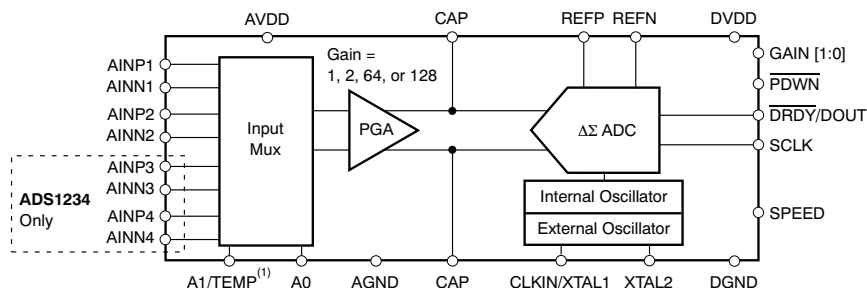 AVDD
CAP
REFP
REFN
DVDD
Gain =
1, 2, 64, or 128
AINP1
AINN1
AINP2
AINN2
AINP3
AINN3
AINP4
AINN4
ADS1234
Only
Input
Mux
PGA
ΔΣ ADC
Internal Oscillator
External Oscillator
GAIN [1:0]
PDWN
DRDY/DOUT
SCLK
SPEED
A1/TEMP(1)
A0
AGND
CAP
CLKIN/XTAL1
XTAL2
DGND